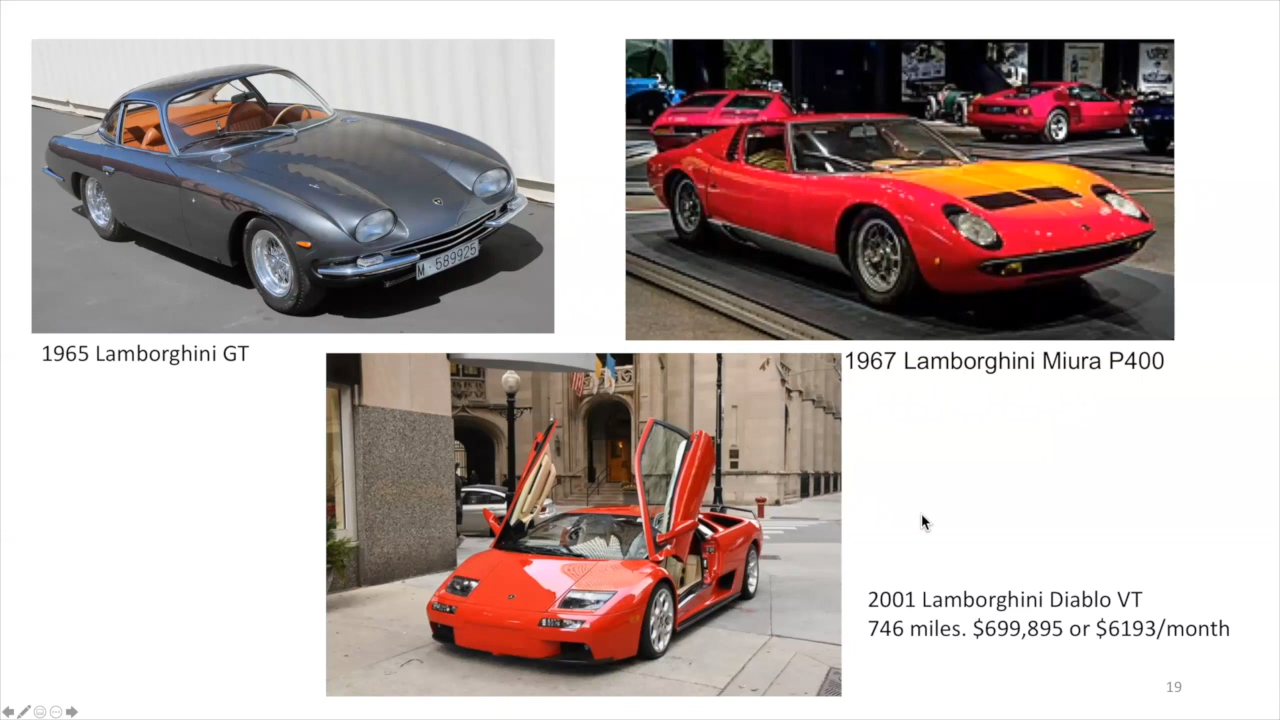 M·589925
1965 Lamborghini GT
1967 Lamborghini Miura P400
2001 Lamborghini Diablo VT
746 miles. $699,895 or $6193/month
19